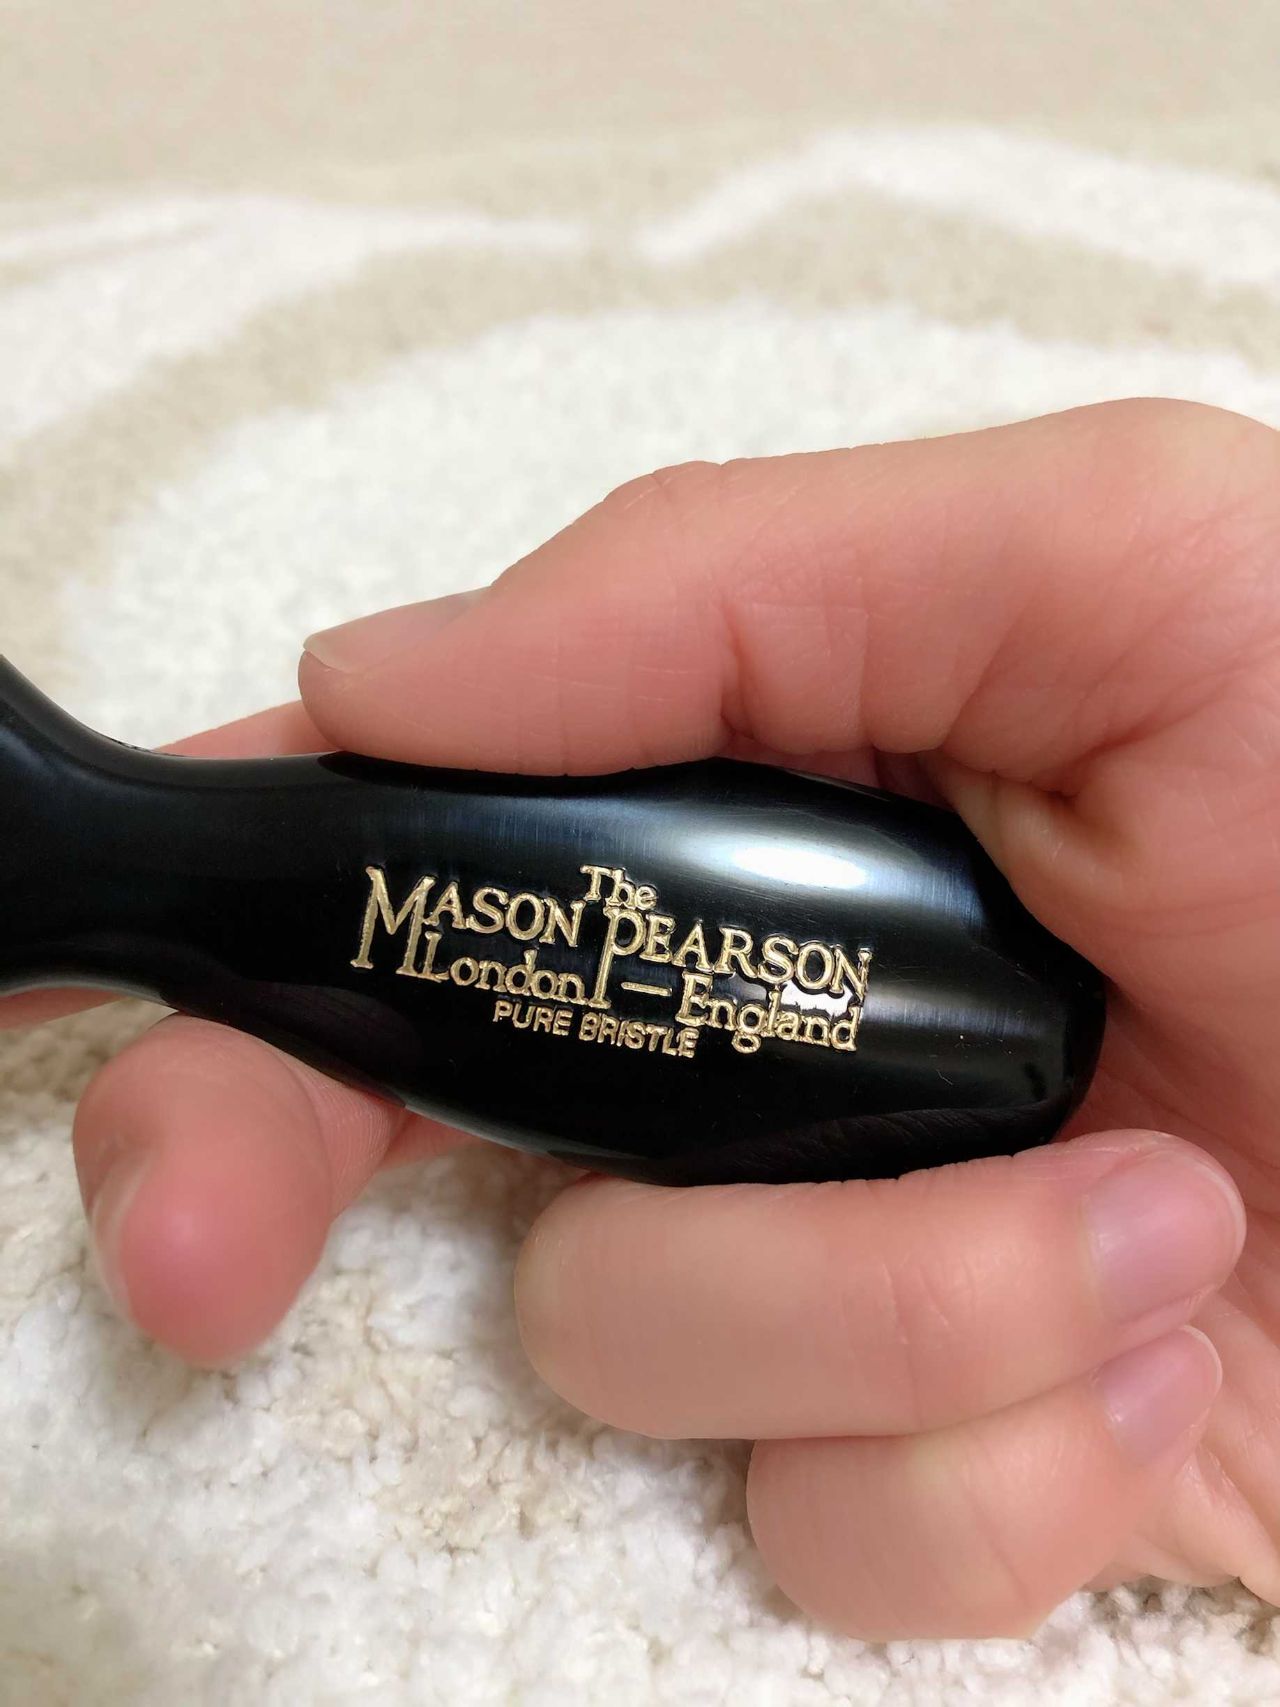 The
MASON PEARSON
London — England
PURE BRISTLE